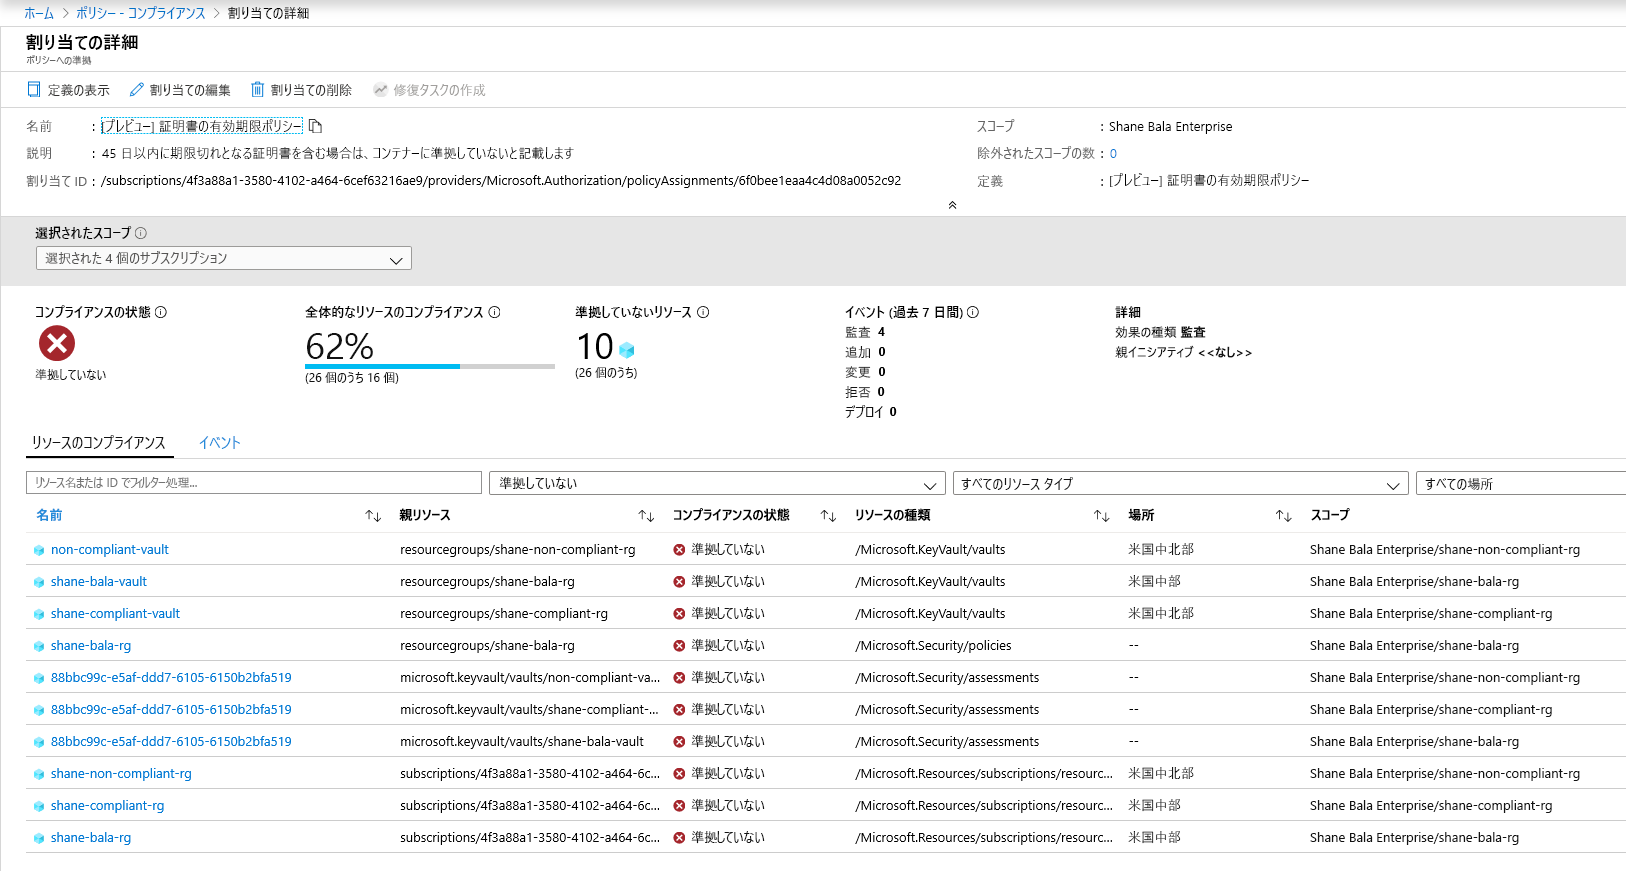 ホーム > ポリシー - コンプライアンス > 割り当ての詳細
割り当ての詳細
ポリシーへの準拠
定義の表示 割り当ての編集 割り当ての削除 修復タスクの作成
名前 : [プレビュー] 証明書の有効期限ポリシー スコープ : Shane Bala Enterprise
説明 : 45 日以内に期限切れとなる証明書を含む場合は、コンテナーに準拠していないと記載します 除外されたスコープの数 : 0
割り当て ID : /subscriptions/4f3a88a1-3580-4102-a464-6cef63216ae9/providers/Microsoft.Authorization/policyAssignments/6f0bee1eaa4c4d08a0052c92 定義 : [プレビュー] 証明書の有効期限ポリシー
選択されたスコープ
選択された 4 個のサブスクリプション
コンプライアンスの状態 全体的なリソースのコンプライアンス 準拠していないリソース イベント (過去 7 日間) 詳細
準拠していない
62%
(26 個のうち 16 個)
10
(26 個のうち)
監査 4
追加 0
変更 0
拒否 0
デプロイ 0
効果の種類 監査
親イニシアティブ <<なし>>
リソースのコンプライアンス イベント
リソース名または ID でフィルター処理... 準拠していない すべてのリソース タイプ すべての場所
名前 親リソース コンプライアンスの状態 リソースの種類 場所 スコープ
non-compliant-vault resourcegroups/shane-non-compliant-rg 準拠していない /Microsoft.KeyVault/vaults 米国中北部 Shane Bala Enterprise/shane-non-compliant-rg
shane-bala-vault resourcegroups/shane-bala-rg 準拠していない /Microsoft.KeyVault/vaults 米国中部 Shane Bala Enterprise/shane-bala-rg
shane-compliant-vault resourcegroups/shane-compliant-rg 準拠していない /Microsoft.KeyVault/vaults 米国中北部 Shane Bala Enterprise/shane-compliant-rg
shane-bala-rg resourcegroups/shane-bala-rg 準拠していない /Microsoft.Security/policies -- Shane Bala Enterprise/shane-bala-rg
88bbc99c-e5af-ddd7-6105-6150b2bfa519 microsoft.keyvault/vaults/non-compliant-va... 準拠していない /Microsoft.Security/assessments -- Shane Bala Enterprise/shane-non-compliant-rg
88bbc99c-e5af-ddd7-6105-6150b2bfa519 microsoft.keyvault/vaults/shane-compliant-... 準拠していない /Microsoft.Security/assessments -- Shane Bala Enterprise/shane-compliant-rg
88bbc99c-e5af-ddd7-6105-6150b2bfa519 microsoft.keyvault/vaults/shane-bala-vault 準拠していない /Microsoft.Security/assessments -- Shane Bala Enterprise/shane-bala-rg
shane-non-compliant-rg subscriptions/4f3a88a1-3580-4102-a464-6c... 準拠していない /Microsoft.Resources/subscriptions/resourc... 米国中北部 Shane Bala Enterprise/shane-non-compliant-rg
shane-compliant-rg subscriptions/4f3a88a1-3580-4102-a464-6c... 準拠していない /Microsoft.Resources/subscriptions/resourc... 米国中部 Shane Bala Enterprise/shane-compliant-rg
shane-bala-rg subscriptions/4f3a88a1-3580-4102-a464-6c... 準拠していない /Microsoft.Resources/subscriptions/resourc... 米国中部 Shane Bala Enterprise/shane-bala-rg